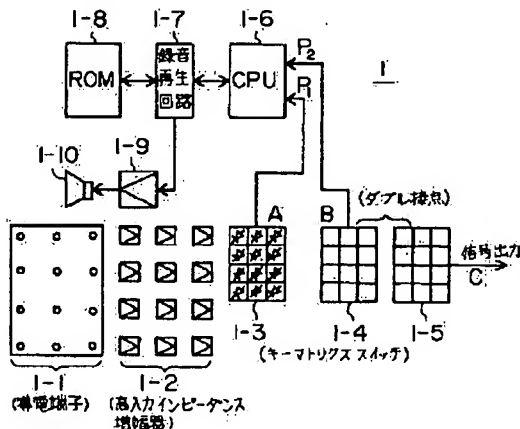 1-8
1-7
1-6
ROM
録音
再生
回路
CPU
P2
P1
1
1-9
1-10
A
B
(ダブル接点)
信号出力
C
1-3
1-4
1-5
(キーマトリクス スイッチ)
1-1
(導電端子)
1-2
(高入力インピーダンス
増幅器)